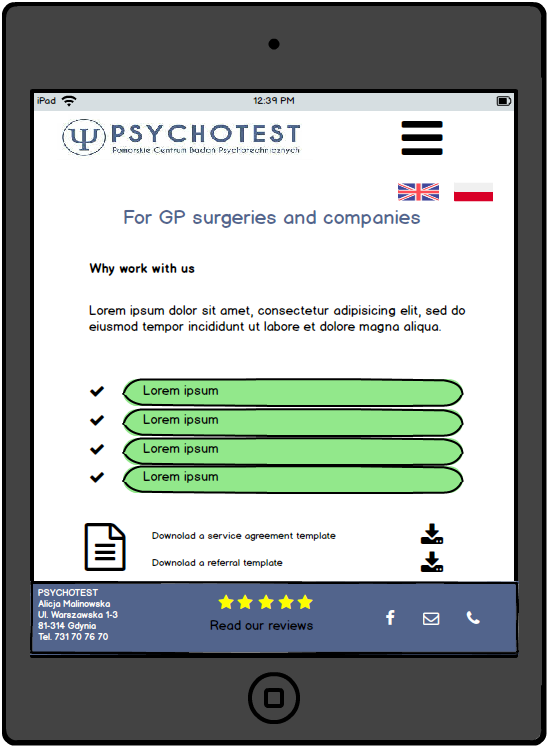 iPad
12:39 PM
PSYCHOTEST
Pomorskie Centrum Badań Psychotechnicznych
For GP surgeries and companies
Why work with us
Lorem ipsum dolor sit amet, consectetur adipisicing elit, sed do
eiusmod tempor incididunt ut labore et dolore magna aliqua.
Lorem ipsum
Lorem ipsum
Lorem ipsum
Lorem ipsum
Downolad a service agreement template
Downolad a referral template
PSYCHOTEST
Alicja Malinowska
Ul. Warszawska 1-3
81-314 Gdynia
Tel. 731 70 76 70
Read our reviews